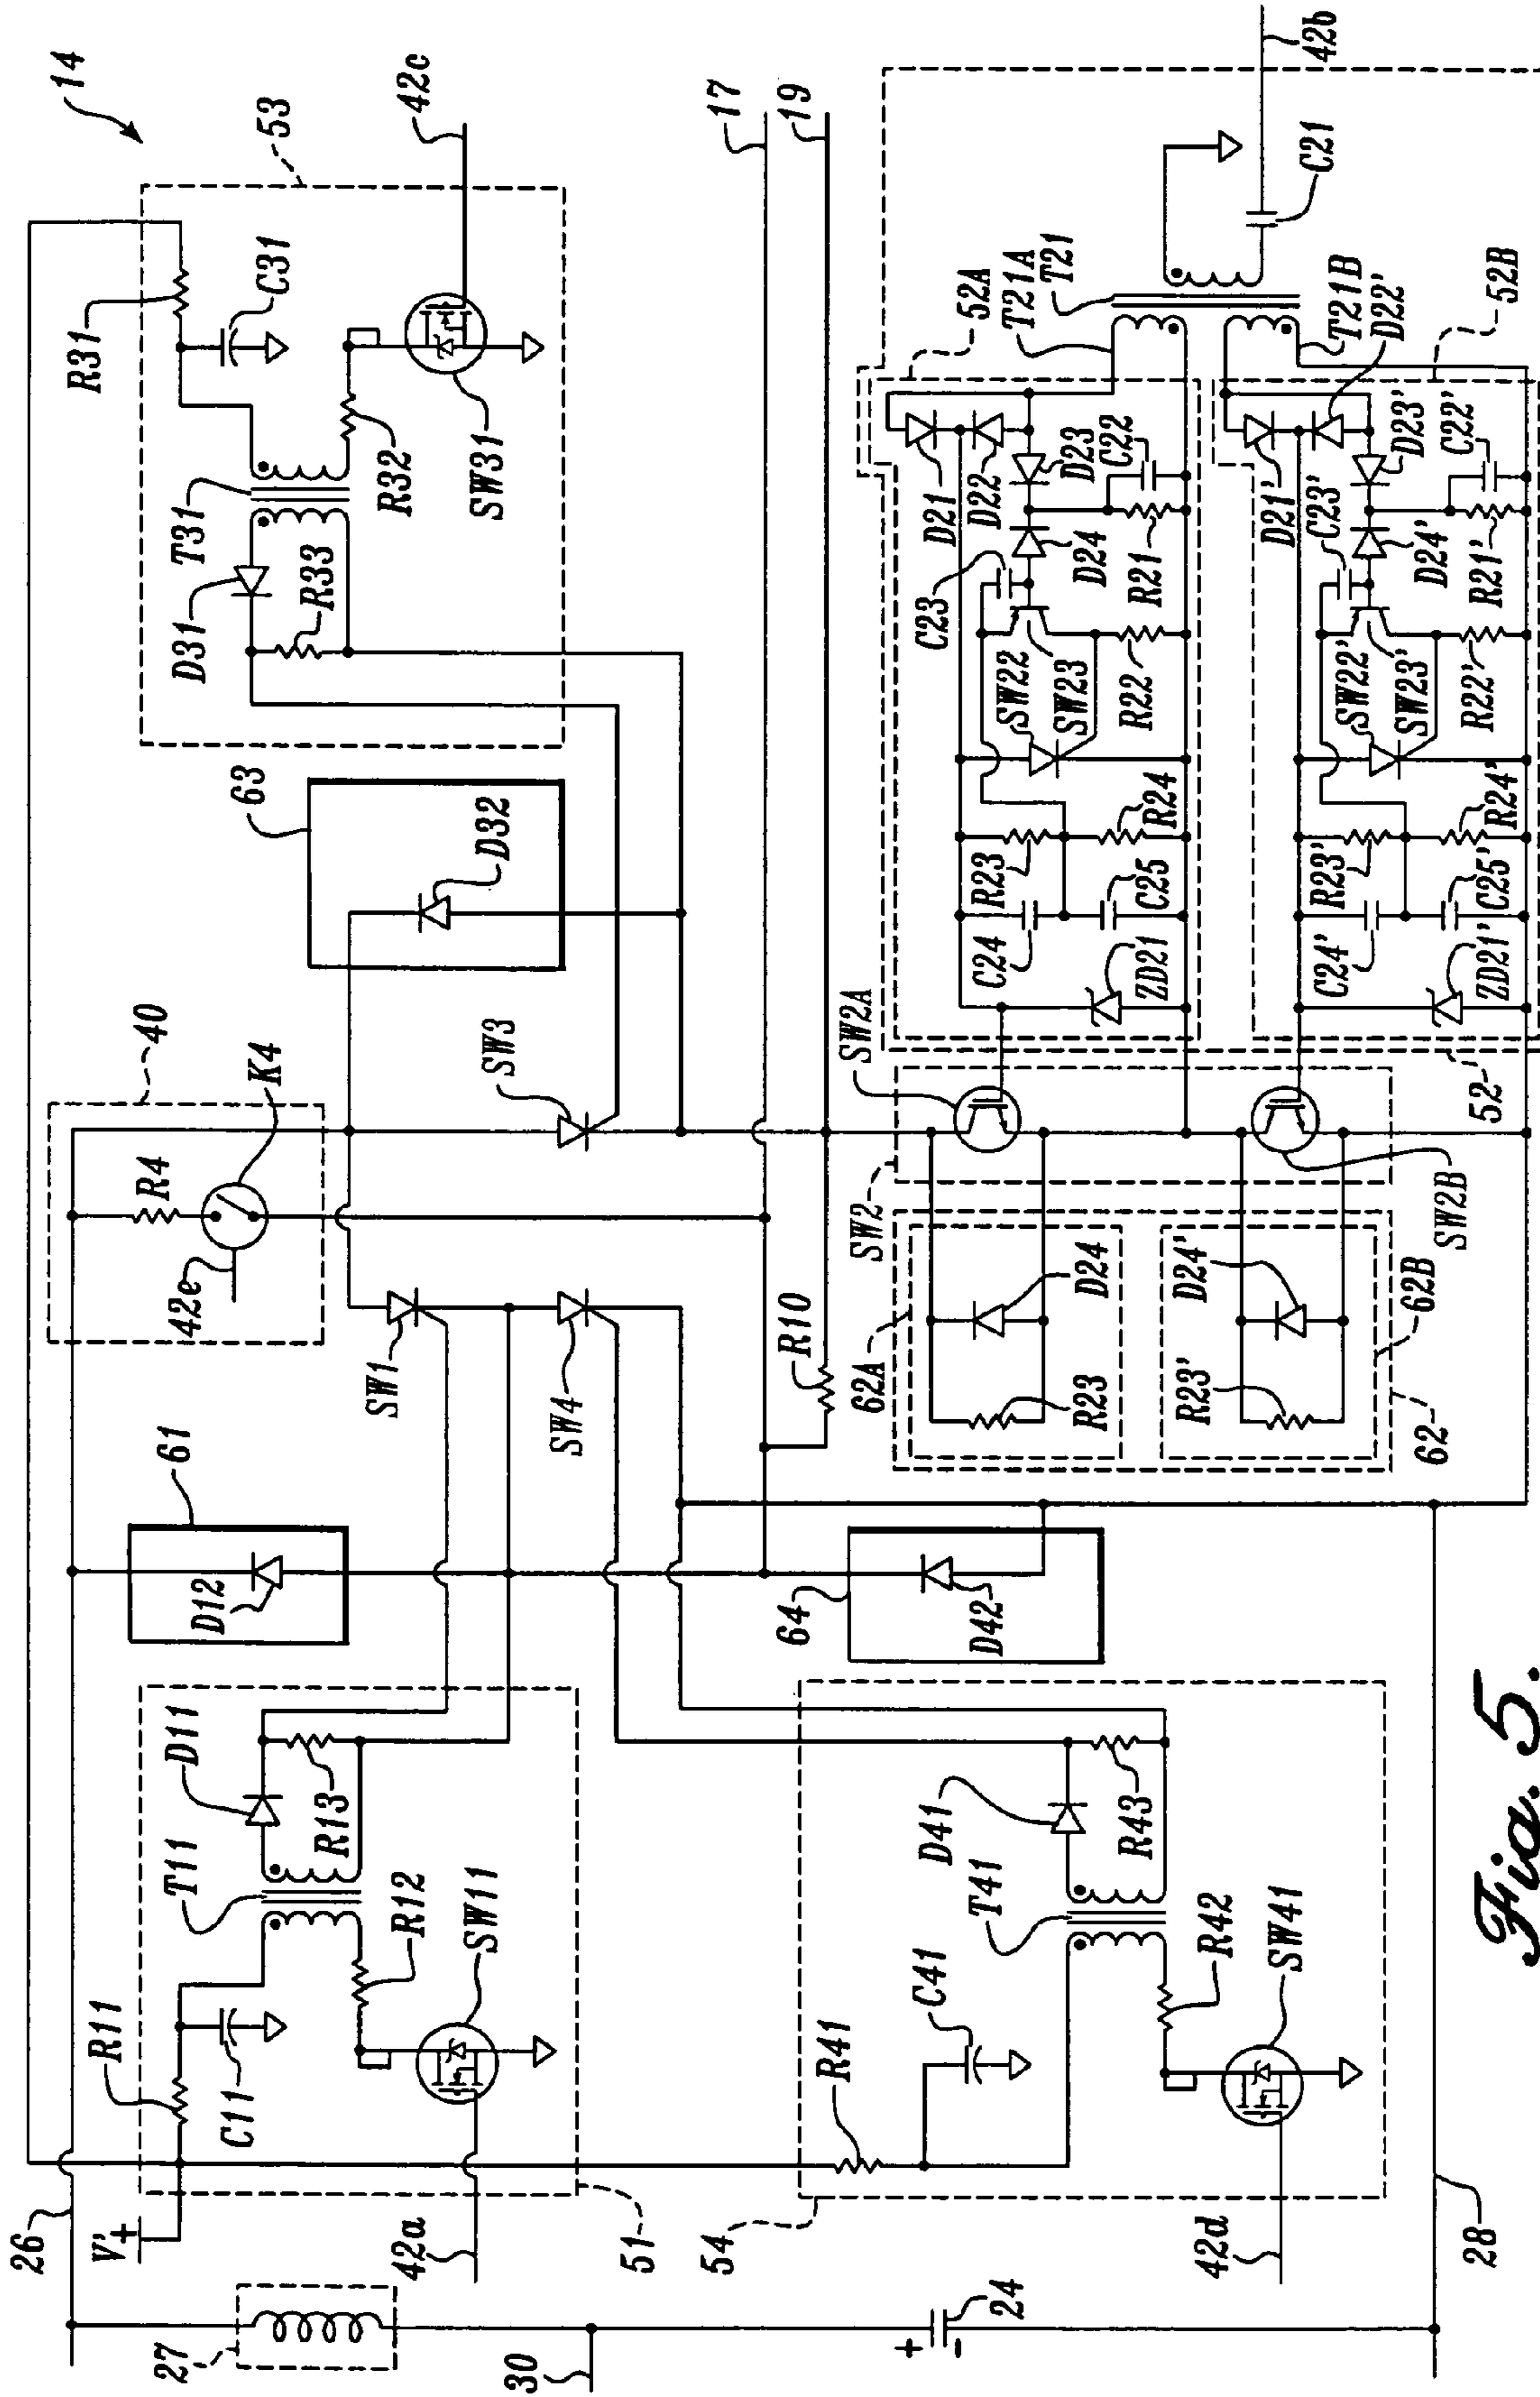 14
53
42c
R31
C31
T31
D31
R33
R32
SW31
63
D32
17
19
40
K4
R4
42e
SW3
SW1
SW4
61
D12
R10
64
D42
26
V'+
R11
C11
T11
D11
R13
R12
SW11
42a
51
27
30
24
+
-
54
R41
C41
T41
D41
R43
R42
SW41
42d
28
SW2A
SW2
SW2B
62A
D24
R23
62B
D24'
R23'
62
52
52A
T21A
T21
42b
C21
T21B
D22'
52B
D21
D22
D23
C22
C23
D24
R21
SW22
SW23
R22
R23
R24
C24
C25
ZD21
D21'
D23'
C22'
C23'
D24'
R21'
SW22'
SW23'
R22'
R23'
R24'
C24'
C25'
ZD21'
Fig. 5.